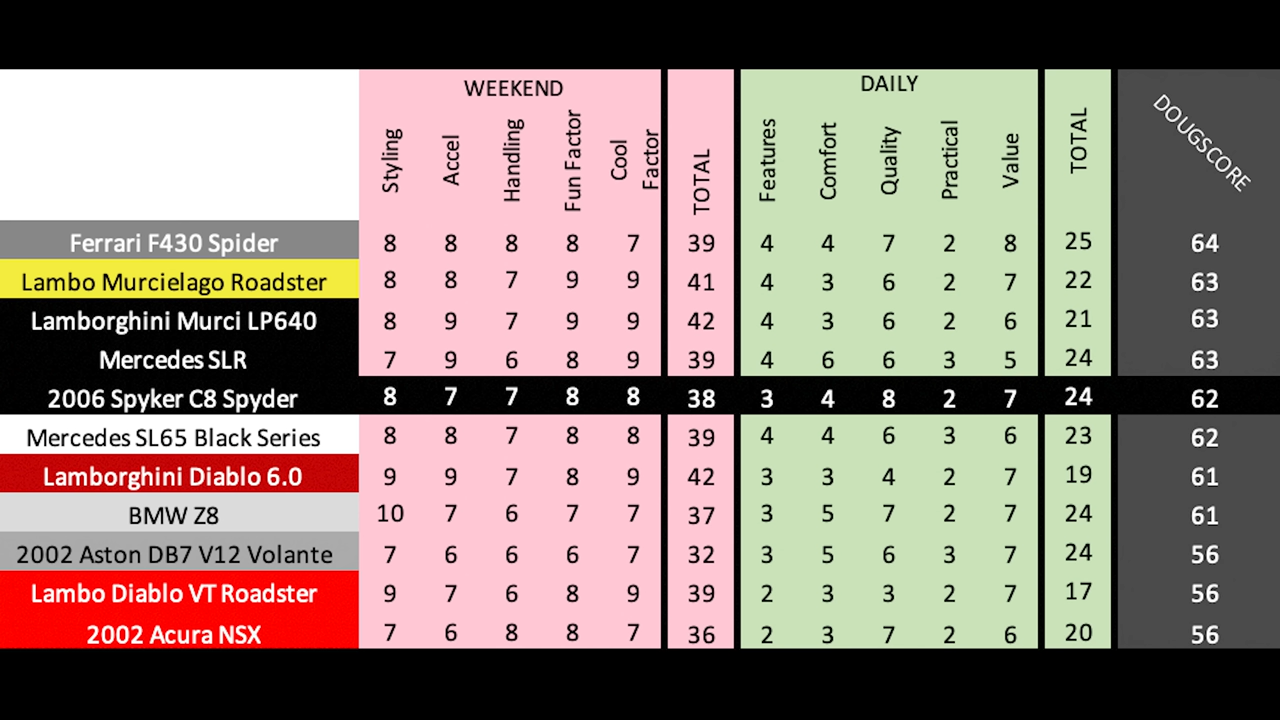 WEEKEND DAILY
Styling Accel Handling Fun Factor Cool Factor TOTAL Features Comfort Quality Practical Value TOTAL DOUGSCORE
Ferrari F430 Spider 8 8 8 8 7 39 4 4 7 2 8 25 64
Lambo Murcielago Roadster 8 8 7 9 9 41 4 3 6 2 7 22 63
Lamborghini Murci LP640 8 9 7 9 9 42 4 3 6 2 6 21 63
Mercedes SLR 7 9 6 8 9 39 4 6 6 3 5 24 63
2006 Spyker C8 Spyder 8 7 7 8 8 38 3 4 8 2 7 24 62
Mercedes SL65 Black Series 8 8 7 8 8 39 4 4 6 3 6 23 62
Lamborghini Diablo 6.0 9 9 7 8 9 42 3 3 4 2 7 19 61
BMW Z8 10 7 6 7 7 37 3 5 7 2 7 24 61
2002 Aston DB7 V12 Volante 7 6 6 6 7 32 3 5 6 3 7 24 56
Lambo Diablo VT Roadster 9 7 6 8 9 39 2 3 3 2 7 17 56
2002 Acura NSX 7 6 8 8 7 36 2 3 7 2 6 20 56